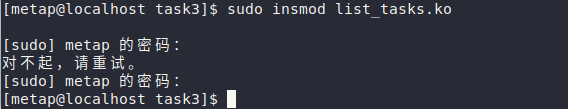 [metap@localhost task3]$ sudo insmod list_tasks.ko
[sudo] metap 的密码：
对不起，请重试。
[sudo] metap 的密码：
[metap@localhost task3]$